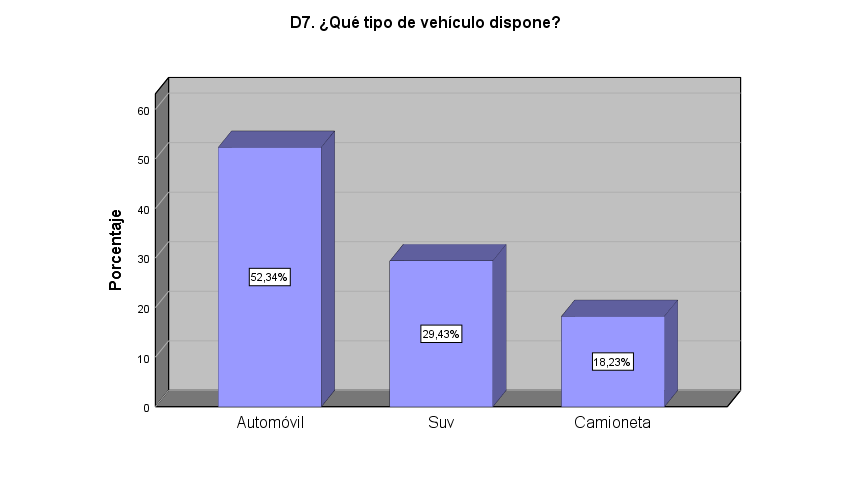 D7. ¿Qué tipo de vehículo dispone?
Porcentaje
60
50
40
30
20
10
0
52,34%
29,43%
18,23%
Automóvil
Suv
Camioneta